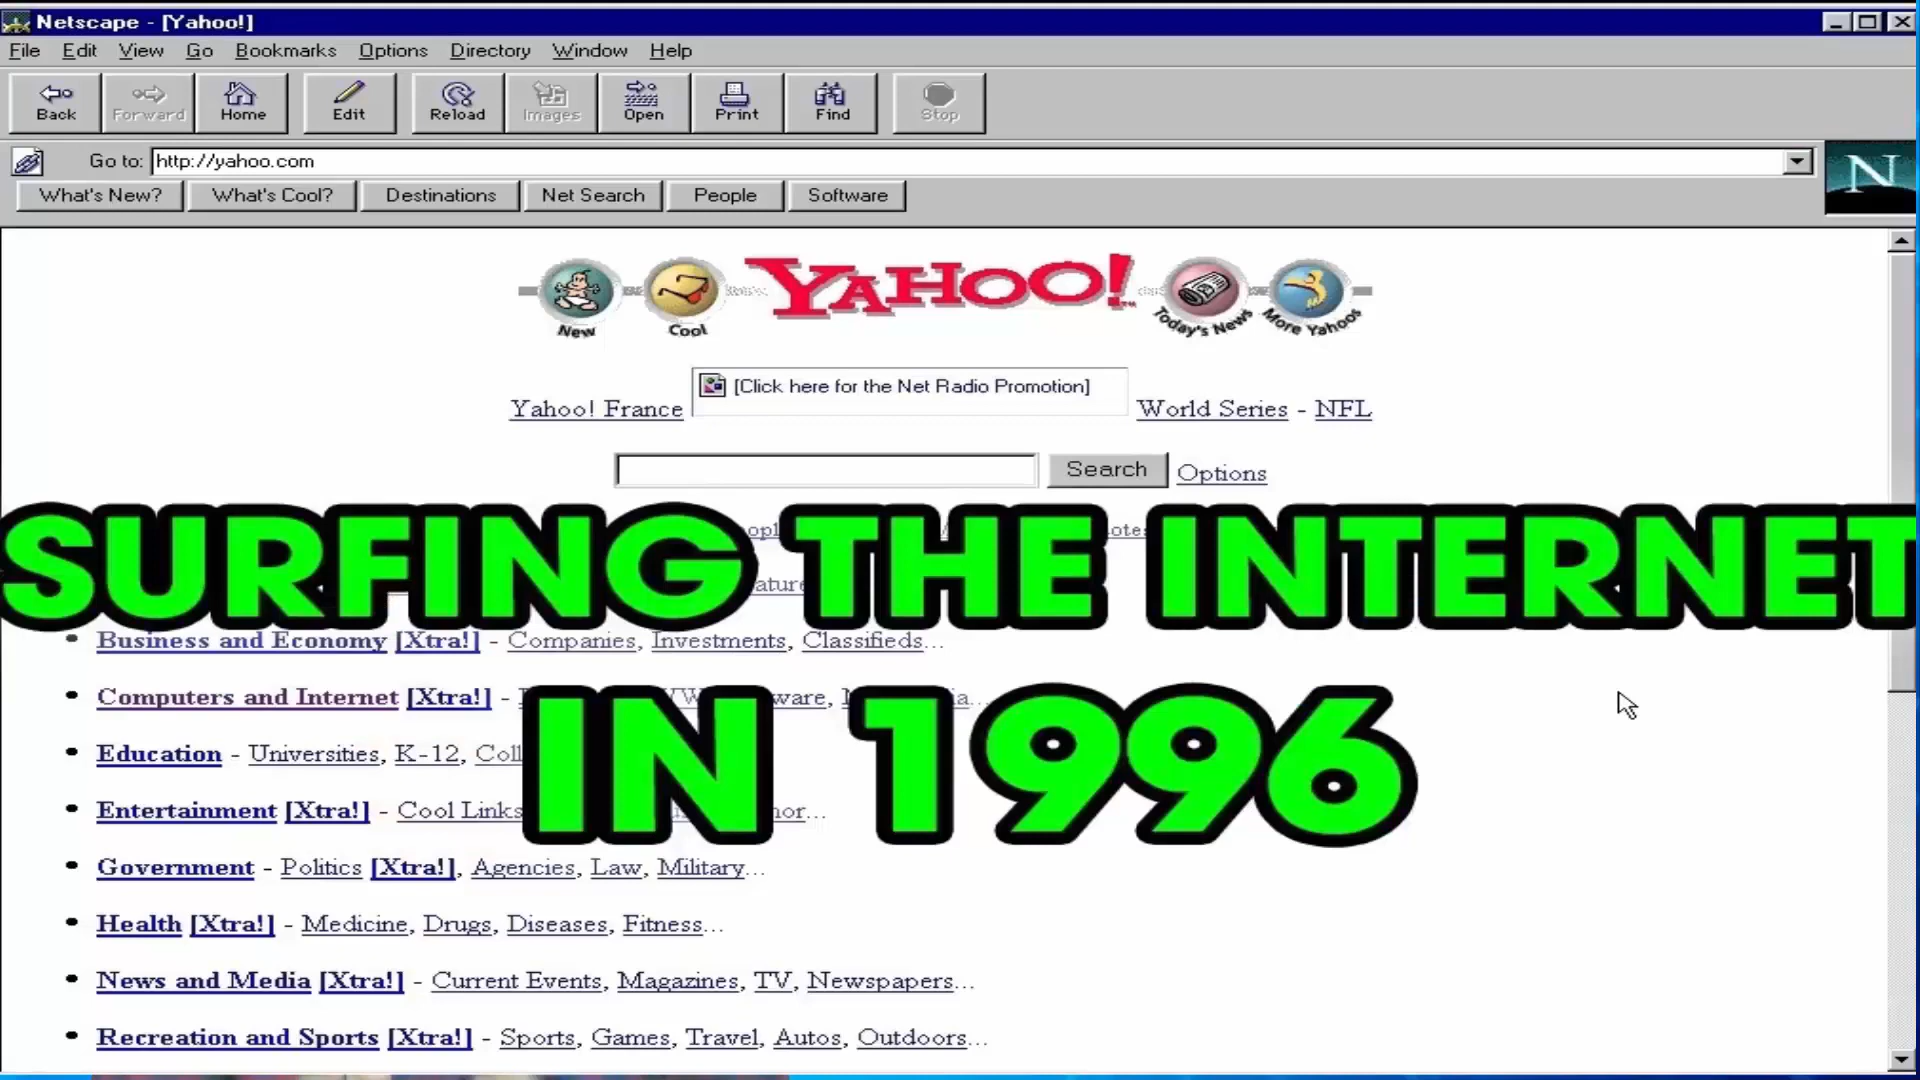 Netscape - [Yahoo!]
File Edit View Go Bookmarks Options Directory Window Help
Back Forward Home Edit Reload Images Open Print Find Stop
Go to: http://yahoo.com
N
What's New? What's Cool? Destinations Net Search People Software
New Cool YAHOO! Today's News More Yahoos
Yahoo! France [Click here for the Net Radio Promotion] World Series - NFL
Search Options
SURFING THE INTERNET
Business and Economy [Xtra!] - Companies, Investments, Classifieds...
Computers and Internet [Xtra!] -
IN 1996
Education - Universities, K-12,
Entertainment [Xtra!] - Cool Links
Government - Politics [Xtra!], Agencies, Law, Military...
Health [Xtra!] - Medicine, Drugs, Diseases, Fitness...
News and Media [Xtra!] - Current Events, Magazines, TV, Newspapers...
Recreation and Sports [Xtra!] - Sports, Games, Travel, Autos, Outdoors...